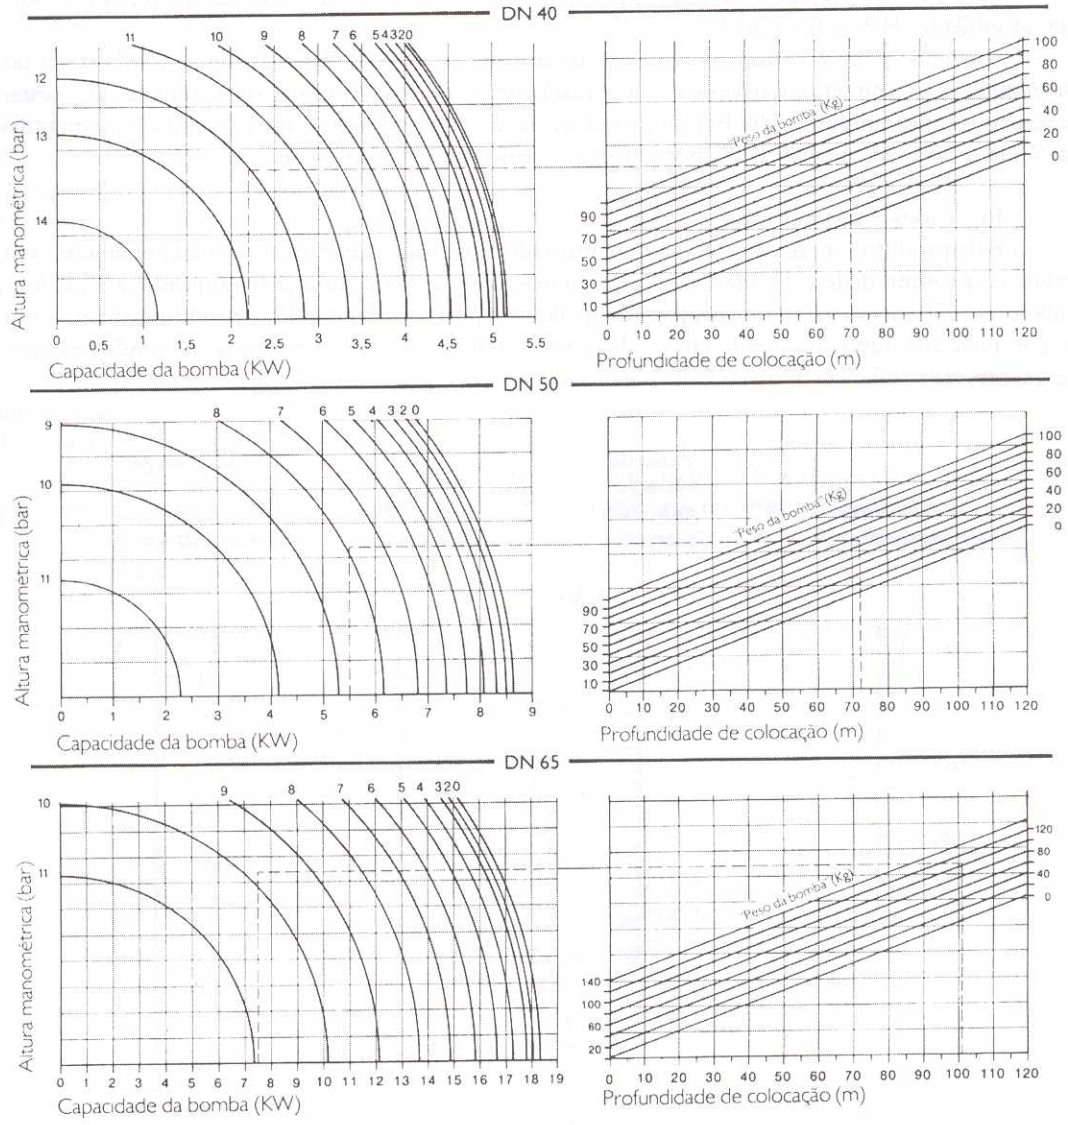 DN 40
11 10 9 8 7 6 5 4 3 2 0
12
13
14
Altura manométrica (bar)
0 0.5 1 1.5 2 2.5 3 3.5 4 4.5 5 5.5
Capacidade da bomba (KW)
"Peso da bomba" (Kg)
100
80
60
40
20
0
90
70
50
30
10
0 10 20 30 40 50 60 70 80 90 100 110 120
Profundidade de colocação (m)
DN 50
8 7 6 5 4 3 2 0
9
10
11
Altura manométrica (bar)
0 1 2 3 4 5 6 7 8 9
Capacidade da bomba (KW)
"Peso da bomba" (Kg)
100
80
60
40
20
0
90
70
50
30
10
0 10 20 30 40 50 60 70 80 90 100 110 120
Profundidade de colocação (m)
DN 65
9 8 7 6 5 4 3 2 0
10
11
Altura manométrica (bar)
0 1 2 3 4 5 6 7 8 9 10 11 12 13 14 15 16 17 18 19
Capacidade da bomba (KW)
"Peso da bomba" (Kg)
120
80
40
0
140
100
60
20
0 10 20 30 40 50 60 70 80 90 100 110 120
Profundidade de colocação (m)